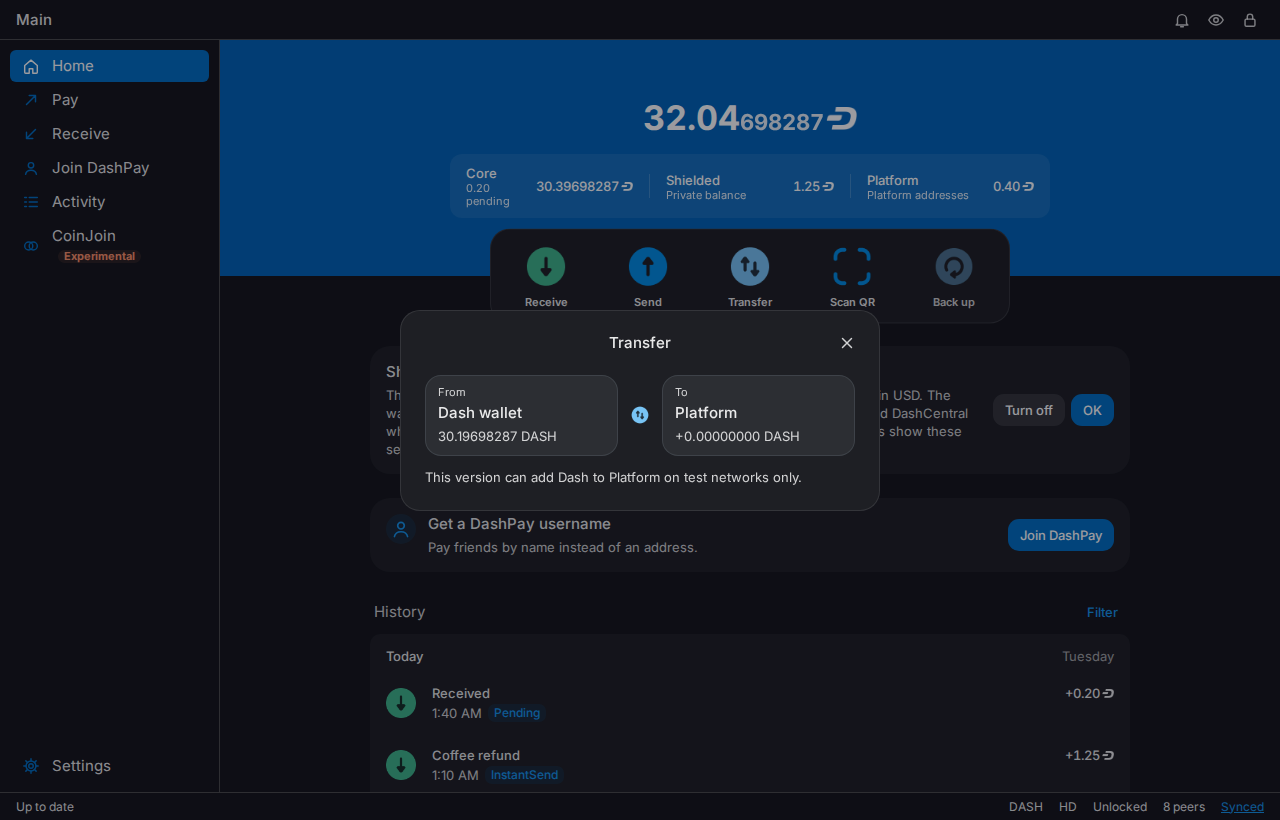 Main
Home
Pay
Receive
Join DashPay
Activity
CoinJoin
Experimental
Settings
32.04698287
Core
0.20
pending
30.39698287
Shielded
Private balance
1.25
Platform
Platform addresses
0.40
Receive
Send
Transfer
Scan QR
Back up
Transfer
From
Dash wallet
30.19698287 DASH
To
Platform
+0.00000000 DASH
This version can add Dash to Platform on test networks only.
in USD. The
DashCentral
show these
Turn off
OK
Get a DashPay username
Pay friends by name instead of an address.
Join DashPay
History
Filter
Today
Tuesday
Received
1:40 AM
Pending
+0.20
Coffee refund
1:10 AM
InstantSend
+1.25
Up to date
DASH
HD
Unlocked
8 peers
Synced